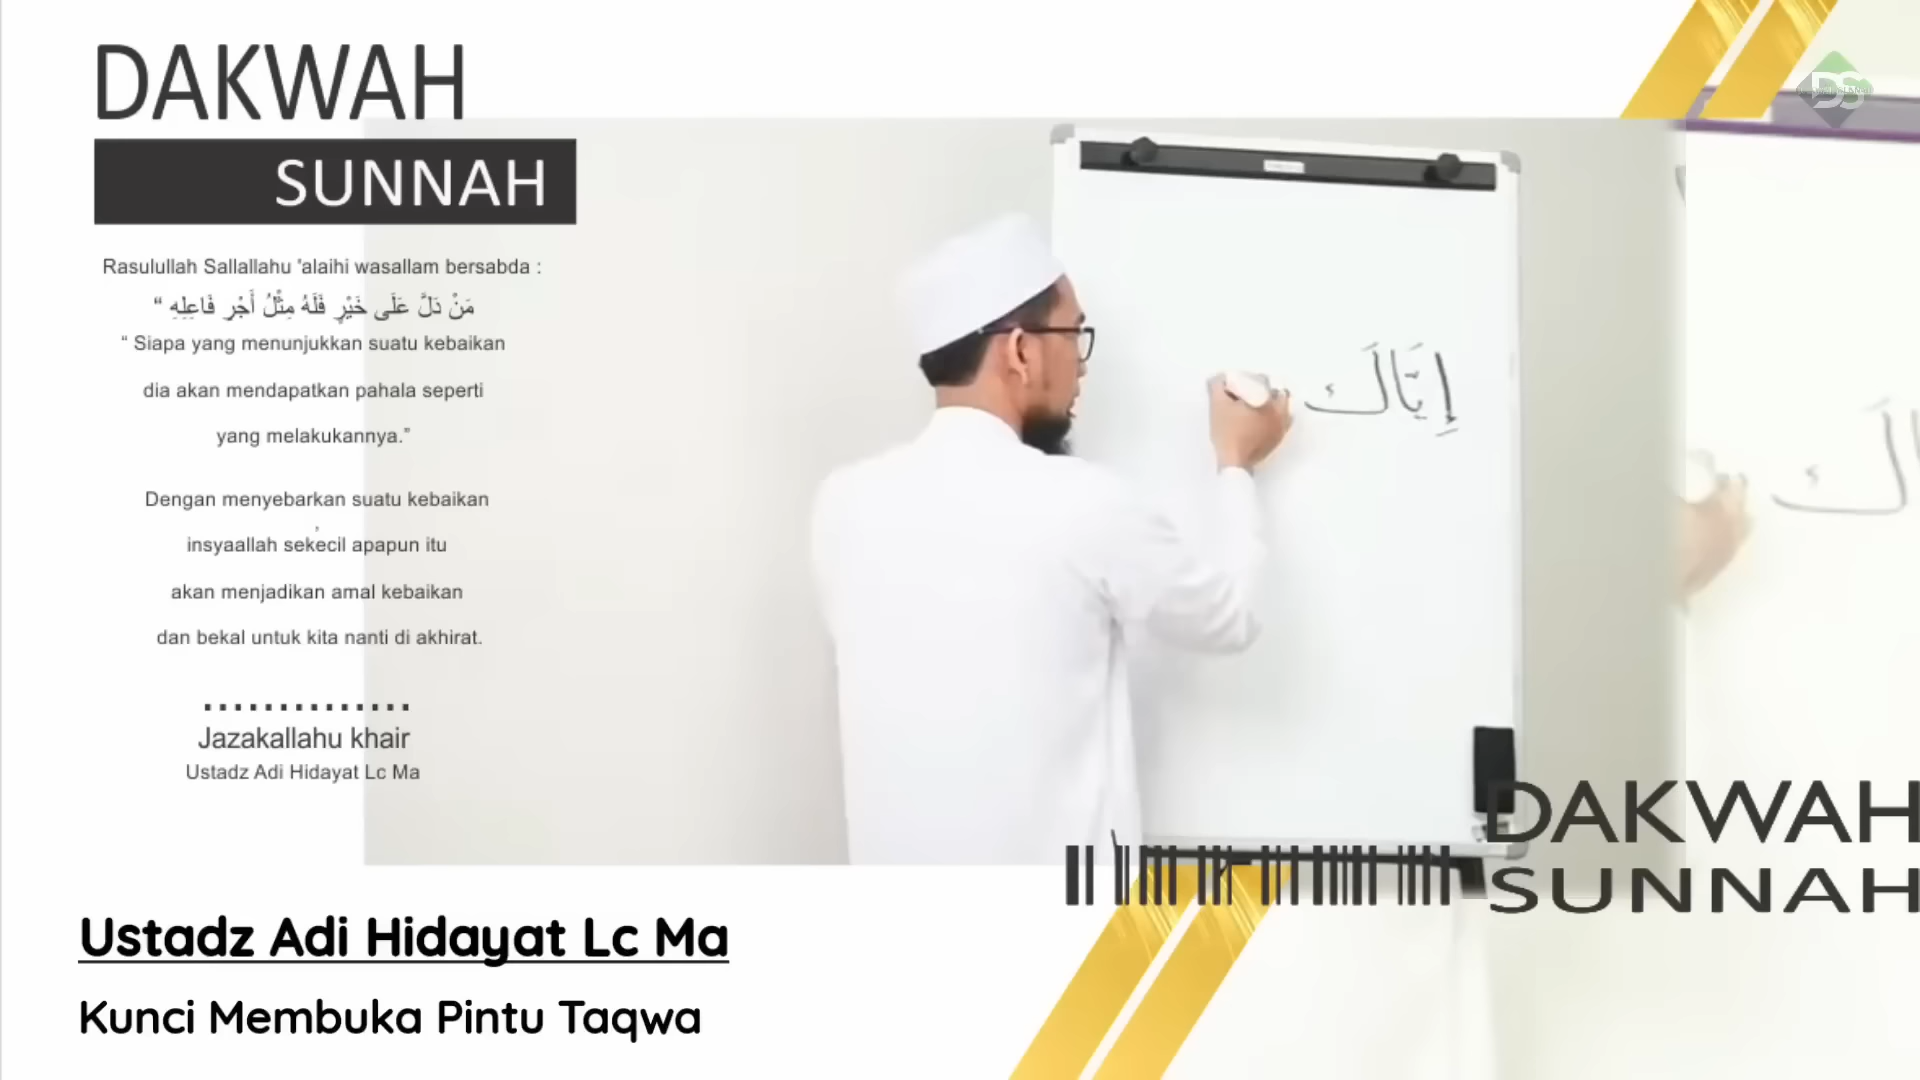 DAKWAH
SUNNAH
Rasulullah Sallallahu 'alaihi wasallam bersabda :
مَنْ دَلَّ عَلَى خَيْرٍ فَلَهُ مِثْلُ أَجْرِ فَاعِلِهِ “
“ Siapa yang menunjukkan suatu kebaikan
dia akan mendapatkan pahala seperti
yang melakukannya.”
Dengan menyebarkan suatu kebaikan
insyaallah sekecil apapun itu
akan menjadikan amal kebaikan
dan bekal untuk kita nanti di akhirat.
..............
Jazakallahu khair
Ustadz Adi Hidayat Lc Ma
إِيَّاكَ
DS
DAKWAH
SUNNAH
Ustadz Adi Hidayat Lc Ma
Kunci Membuka Pintu Taqwa